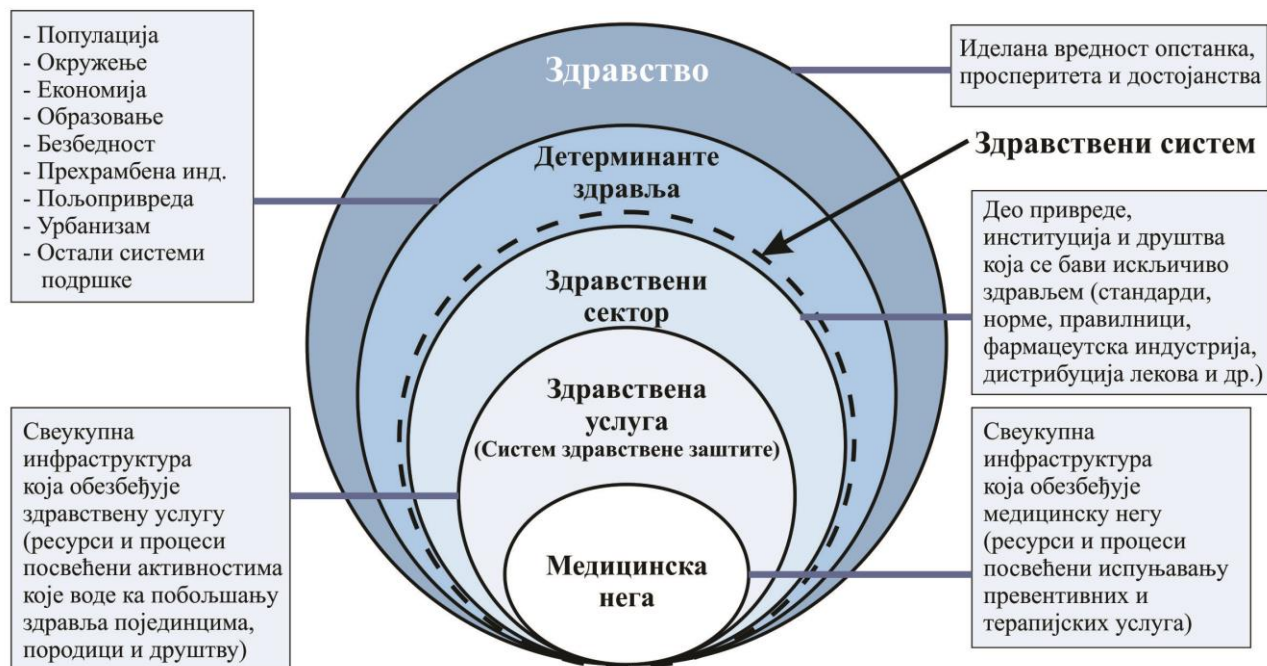 - Популација
- Окружење
- Економија
- Образовање
- Безбедност
- Прехрамбена инд.
- Пољопривреда
- Урбанизам
- Остали системи
подршке
Здравство
Иделана вредност опстанка,
просперитета и достојанства
Здравствени систем
Детерминанте
здравља
Део привреде,
институција и друштва
која се бави искључиво
здрављем (стандарди,
норме, правилници,
фармацеутска индустрија,
дистрибуција лекова и др.)
Здравствени
сектор
Здравствена
услуга
(Систем здравствене заштите)
Свеукупна
инфраструктура
која обезбеђује
здравствену услугу
(ресурси и процеси
посвећени активностима
које воде ка побољшању
здравља појединцима,
породици и друштву)
Медицинска
нега
Свеукупна
инфраструктура
која обезбеђује
медицинску негу
(ресурси и процеси
посвећени испуњавању
превентивних и
терапијских услуга)